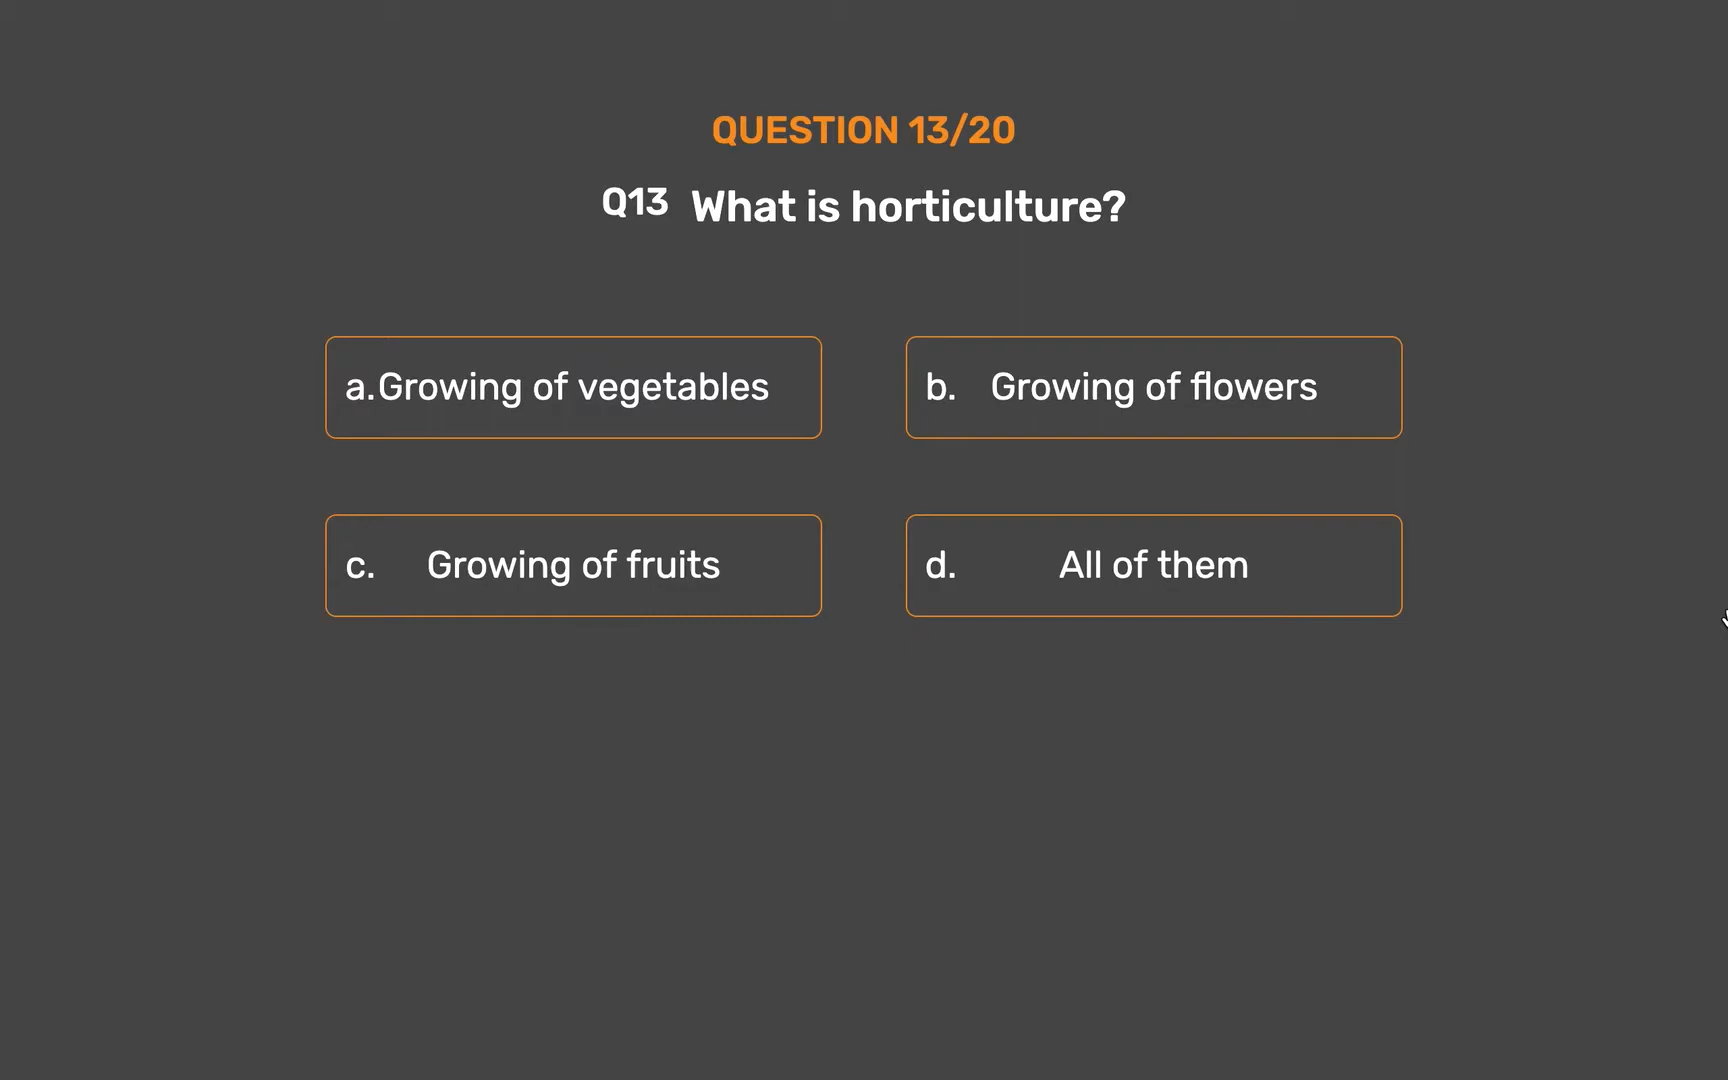 QUESTION 13/20
Q13 What is horticulture?
a. Growing of vegetables
b. Growing of flowers
c. Growing of fruits
d. All of them